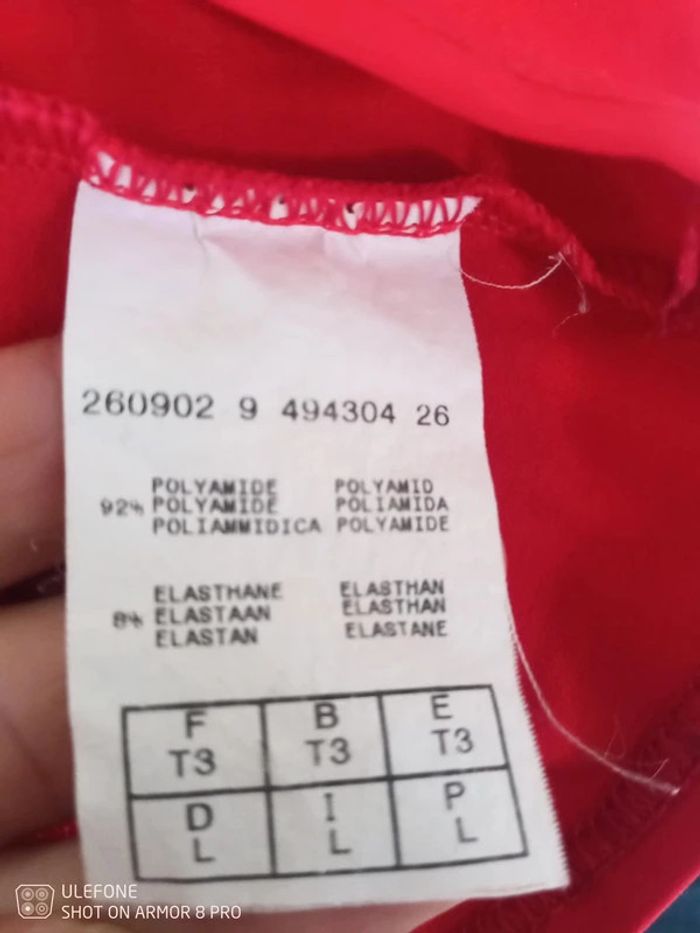 260902 9 494304 26
POLYAMIDE POLYAMID
92% POLYAMIDE POLIAMIDA
POLIAMMIDICA POLYAMIDE
ELASTHANE ELASTHAN
8% ELASTAAN ELASTHAN
ELASTAN ELASTANE
F B E
T3 T3 T3
D I P
L L L
ULEFONE
SHOT ON ARMOR 8 PRO